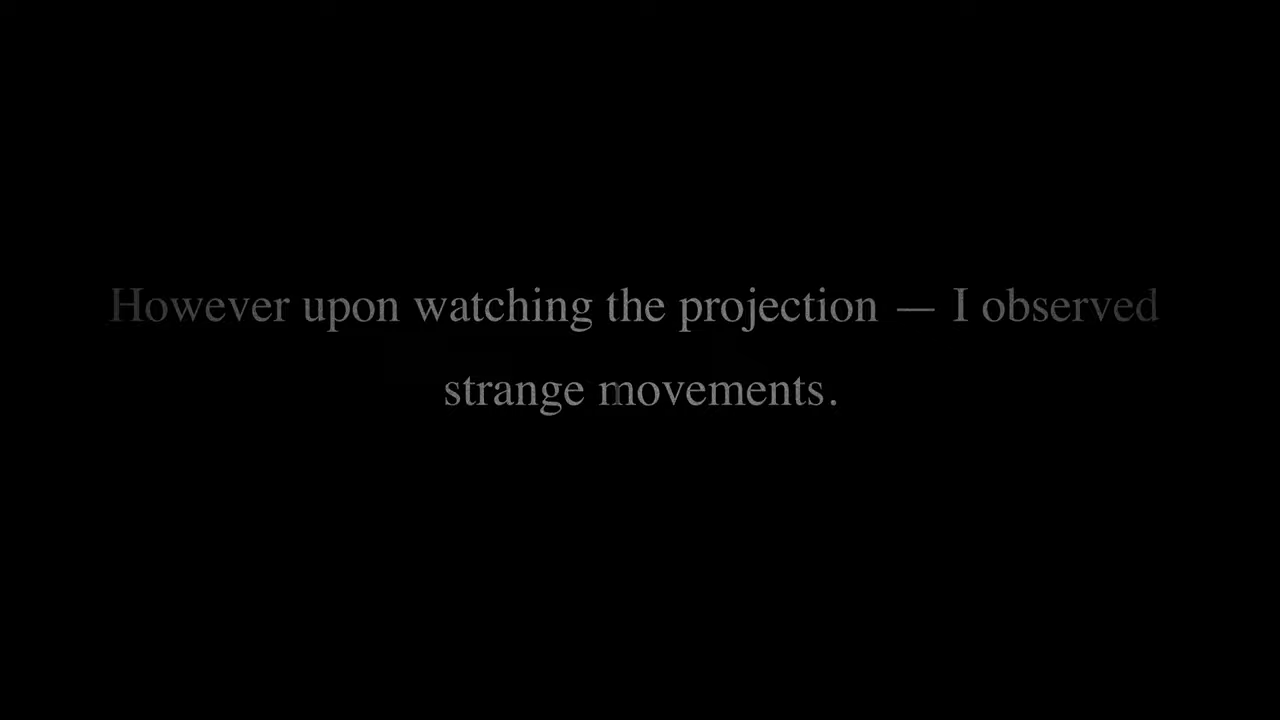 However upon watching the projection — I observed
strange movements.